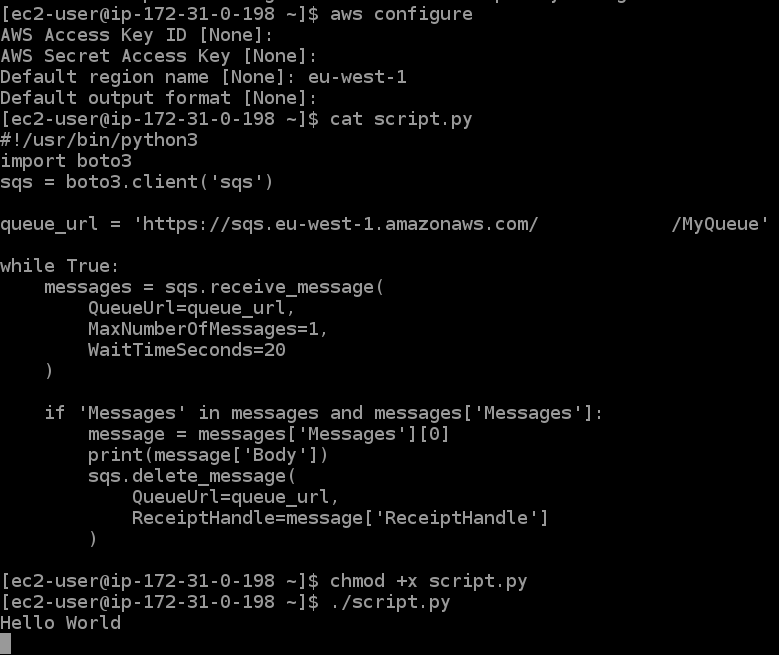 [ec2-user@ip-172-31-0-198 ~]$ aws configure
AWS Access Key ID [None]:
AWS Secret Access Key [None]:
Default region name [None]: eu-west-1
Default output format [None]:
[ec2-user@ip-172-31-0-198 ~]$ cat script.py
#!/usr/bin/python3
import boto3
sqs = boto3.client('sqs')

queue_url = 'https://sqs.eu-west-1.amazonaws.com/            /MyQueue'

while True:
    messages = sqs.receive_message(
        QueueUrl=queue_url,
        MaxNumberOfMessages=1,
        WaitTimeSeconds=20
    )

    if 'Messages' in messages and messages['Messages']:
        message = messages['Messages'][0]
        print(message['Body'])
        sqs.delete_message(
            QueueUrl=queue_url,
            ReceiptHandle=message['ReceiptHandle']
        )

[ec2-user@ip-172-31-0-198 ~]$ chmod +x script.py
[ec2-user@ip-172-31-0-198 ~]$ ./script.py
Hello World